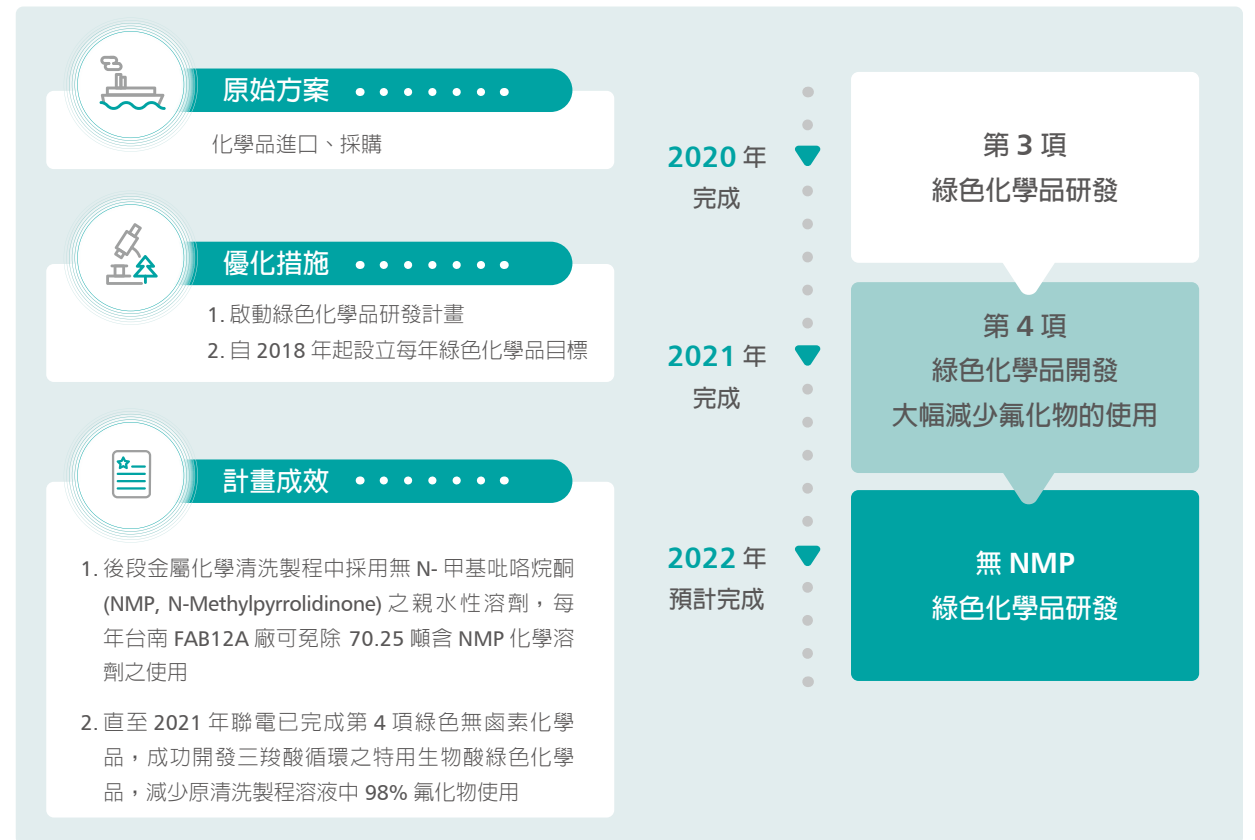 原始方案
化學品進口、採購
優化措施
1. 啟動綠色化學品研發計畫
2. 自 2018 年起設立每年綠色化學品目標
計畫成效
1. 後段金屬化學清洗製程中採用無 N- 甲基吡咯烷酮
(NMP, N-Methylpyrrolidinone) 之親水性溶劑，每
年台南 FAB12A 廠可免除 70.25 噸含 NMP 化學溶
劑之使用
2. 直至 2021 年聯電已完成第 4 項綠色無鹵素化學
品，成功開發三羧酸循環之特用生物酸綠色化學
品，減少原清洗製程溶液中 98% 氟化物使用
2020 年
完成
第 3 項
綠色化學品研發
2021 年
完成
第 4 項
綠色化學品開發
大幅減少氟化物的使用
2022 年
預計完成
無 NMP
綠色化學品研發